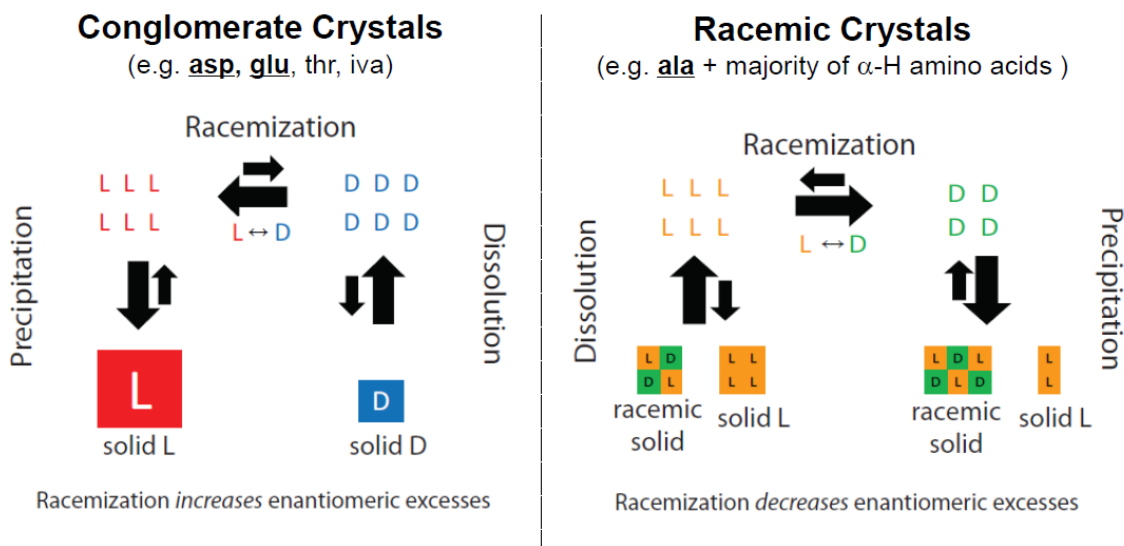 Conglomerate Crystals
(e.g. asp, glu, thr, iva)
Racemization
L L L
D D D
L L L
D D D
L ↔ D
Precipitation
Dissolution
L
D
solid L
solid D
Racemization increases enantiomeric excesses
Racemic Crystals
(e.g. ala + majority of α-H amino acids )
Racemization
L L L
D D
L L L
D D
L ↔ D
Dissolution
Precipitation
L D
D L
L L
L L
L D L
D L D
L
L
racemic
solid
solid L
racemic
solid
solid L
Racemization decreases enantiomeric excesses